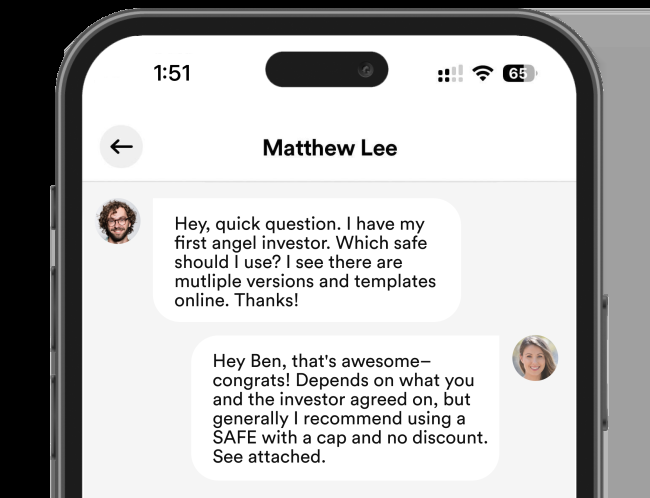 1:51
65
Matthew Lee
Hey, quick question. I have my
first angel investor. Which safe
should I use? I see there are
mutliple versions and templates
online. Thanks!
Hey Ben, that's awesome–
congrats! Depends on what you
and the investor agreed on, but
generally I recommend using a
SAFE with a cap and no discount.
See attached.